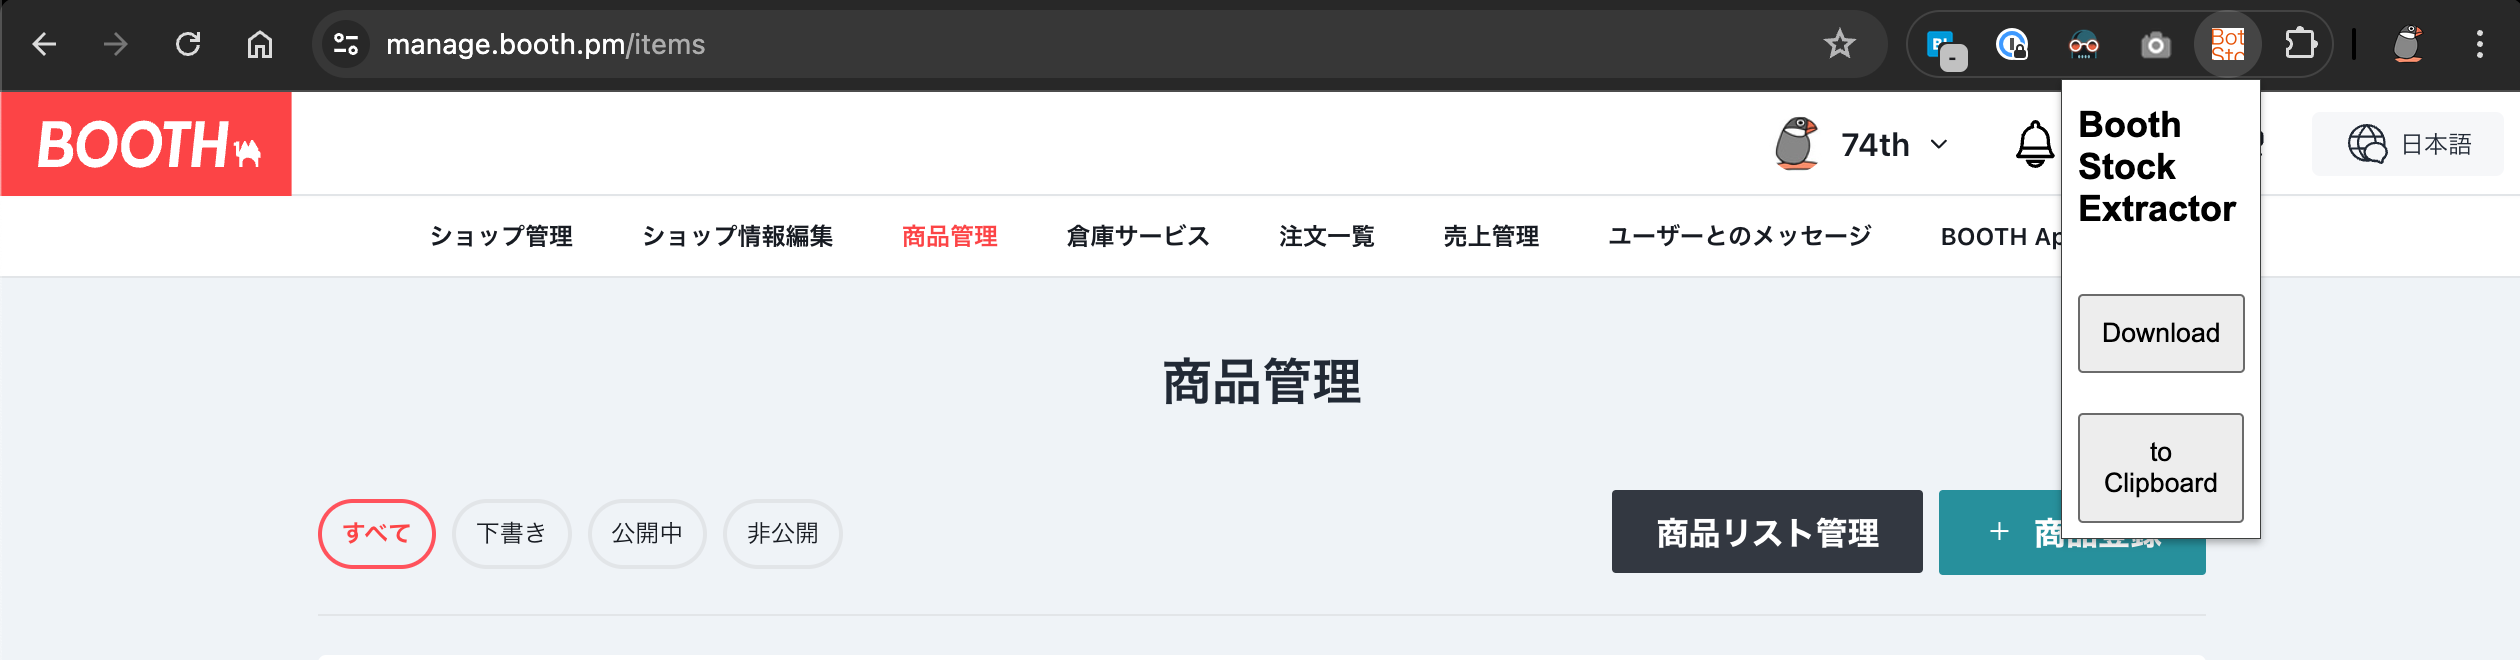 manage.booth.pm/items
BOOTH
74th
日本語
ショップ管理
ショップ情報編集
商品管理
倉庫サービス
注文一覧
売上管理
ユーザーとのメッセージ
BOOTH Ap
Booth
Stock
Extractor
Download
to
Clipboard
商品管理
すべて
下書き
公開中
非公開
商品リスト管理
+ 商品登録